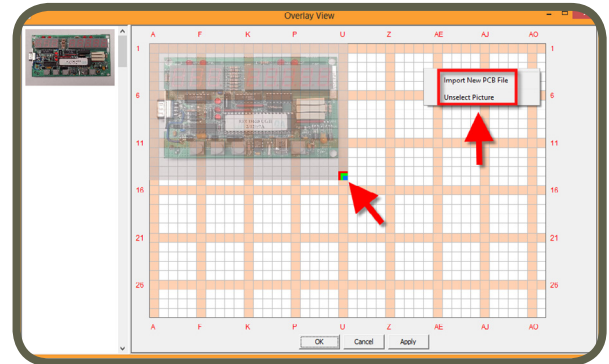 Overlay View
A F K P U Z AE AJ AO
1 1
Import New PCB File
6 6
Unselect Picture
11 11
16 16
21 21
26 26
A F K P U Z AE AJ AO
OK Cancel Apply